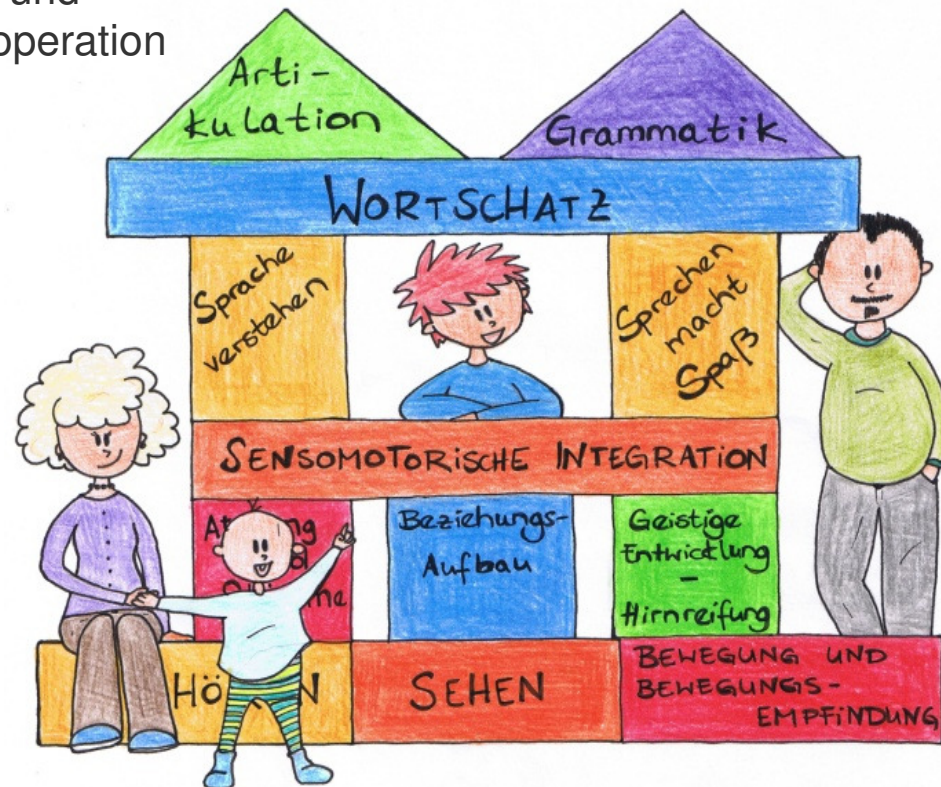 und
operation
Arti-
kulation
Grammatik
WORTSCHATZ
Sprache
verstehen
Sprechen
macht
Spaß
SENSOMOTORISCHE INTEGRATION
Beziehungs-
Aufbau
Geistige
Entwicklung
-
Hirnreifung
SEHEN
BEWEGUNG UND
BEWEGUNGS-
EMPFINDUNG